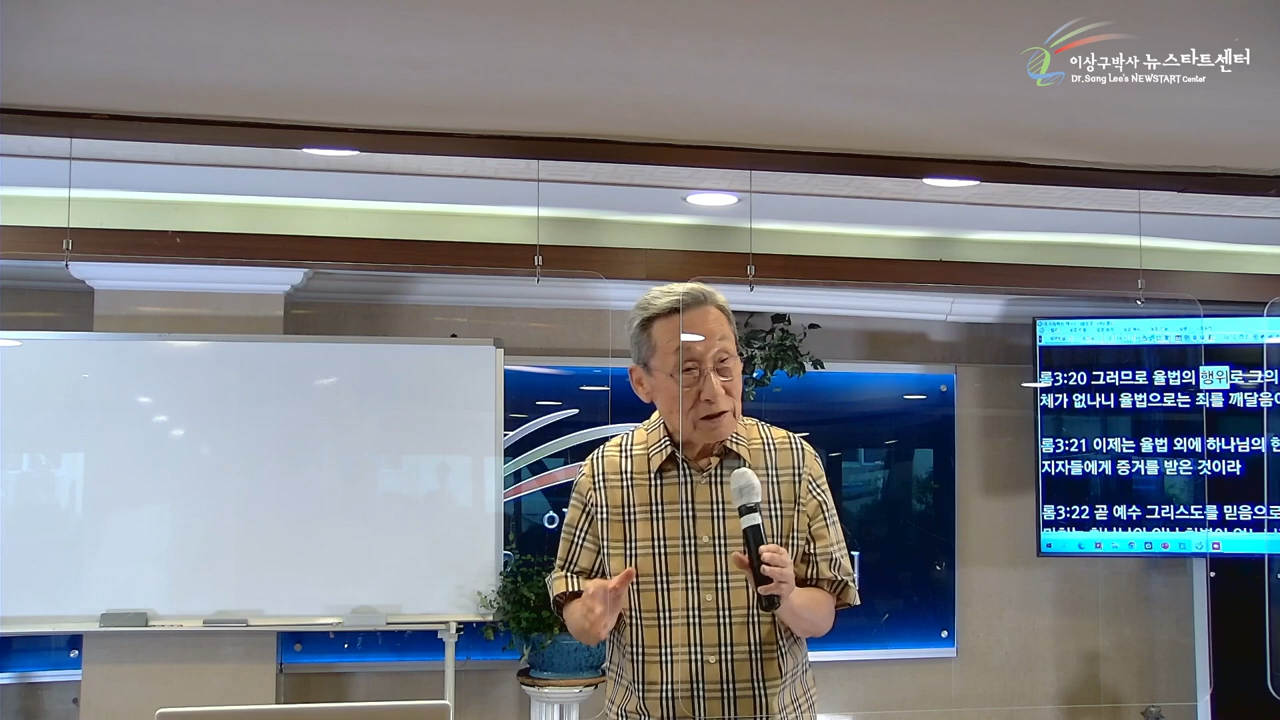 이상구박사 뉴스타트센터
Dr. Sang Lee's NEWSTART Center
롬3:20 그러므로 율법의 행위로 그의
체가 없나니 율법으로는 죄를 깨달음이
롬3:21 이제는 율법 외에 하나님의 한
지자들에게 증거를 받은 것이라
롬3:22 곧 예수 그리스도를 믿음으로